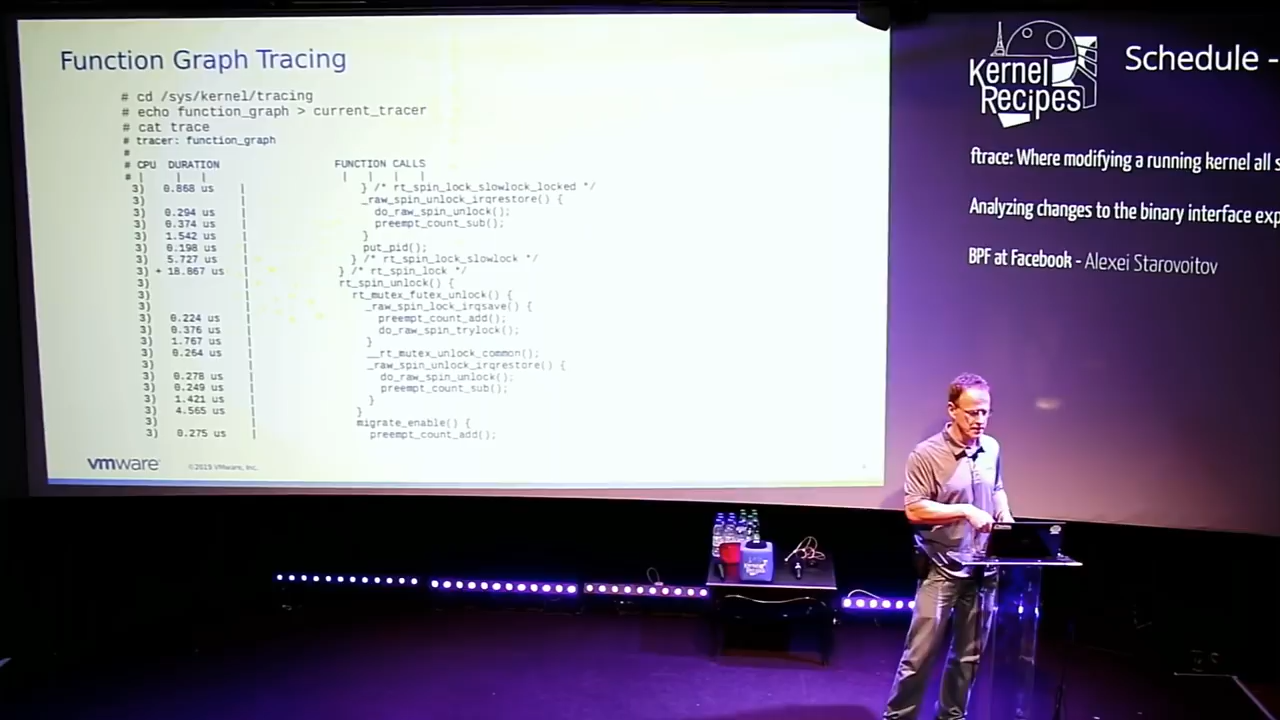 Function Graph Tracing
# cd /sys/kernel/tracing
# echo function_graph > current_tracer
# cat trace
# tracer: function_graph
#
# CPU DURATION FUNCTION CALLS
# | | | | | | |
3) 0.868 us | } /* rt_spin_lock_slowlock_locked */
3) | _raw_spin_unlock_irqrestore() {
3) 0.294 us | do_raw_spin_unlock();
3) 0.374 us | preempt_count_sub();
3) 1.542 us | }
3) 0.198 us | put_pid();
3) 5.727 us | } /* rt_spin_lock_slowlock */
3) + 18.867 us | } /* rt_spin_lock */
3) | rt_spin_unlock() {
3) | rt_mutex_futex_unlock() {
3) | _raw_spin_lock_irqsave() {
3) 0.224 us | preempt_count_add();
3) 0.376 us | do_raw_spin_trylock();
3) 1.767 us | }
3) 0.264 us | __rt_mutex_unlock_common();
3) | _raw_spin_unlock_irqrestore() {
3) 0.278 us | do_raw_spin_unlock();
3) 0.249 us | preempt_count_sub();
3) 1.421 us | }
3) 4.565 us | }
3) | migrate_enable() {
3) 0.275 us | preempt_count_add();
vmware
©2019 VMware, Inc.
Kernel
Recipes
Schedule -
ftrace: Where modifying a running kernel all s
Analyzing changes to the binary interface exp
BPF at Facebook - Alexei Starovoitov
Kernel